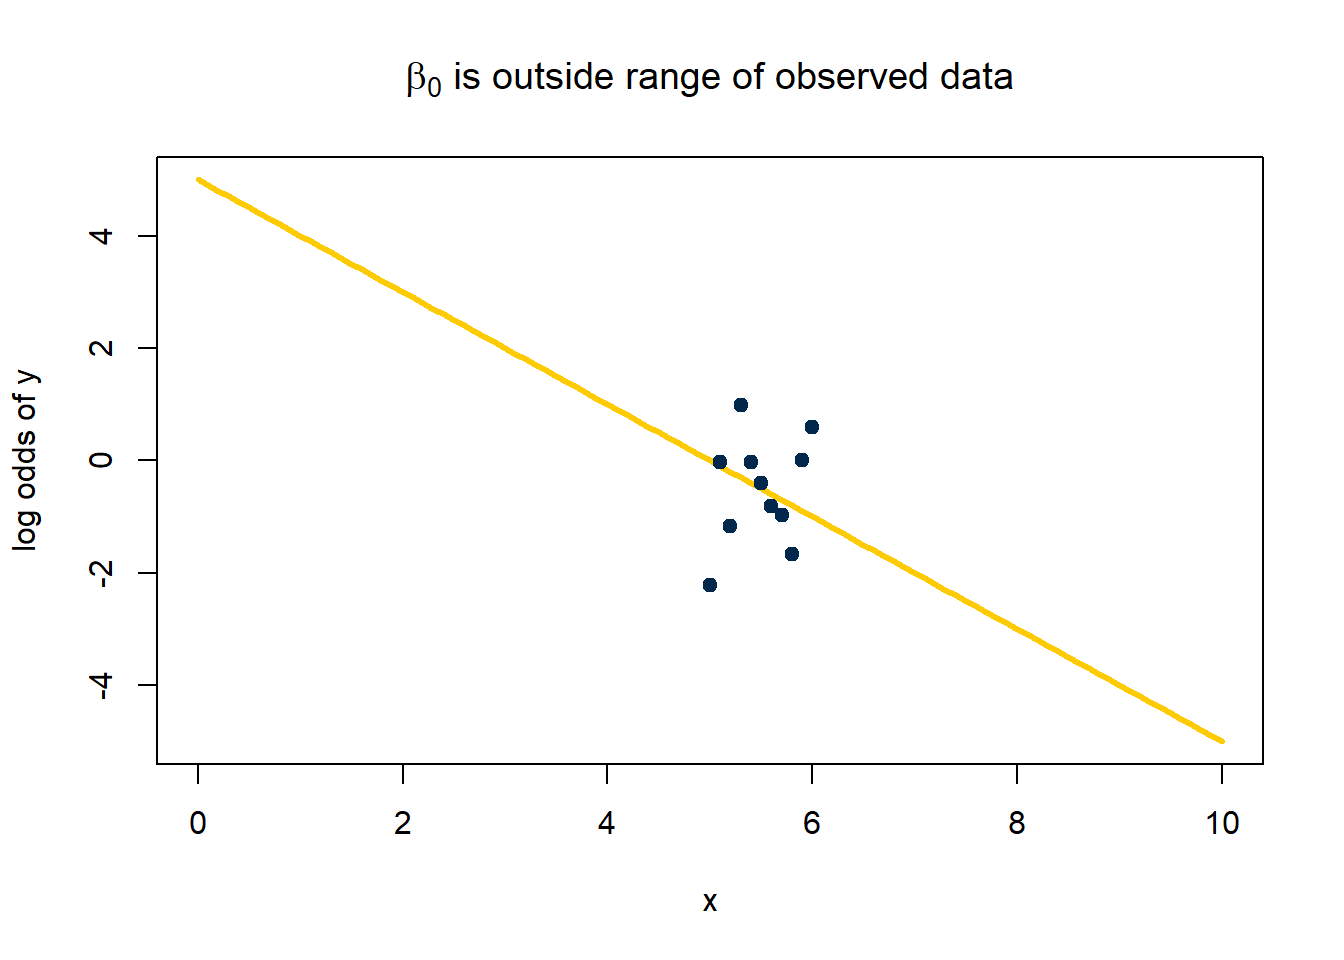 β₀ is outside range of observed data
log odds of y
4
2
0
-2
-4
0 2 4 6 8 10
x